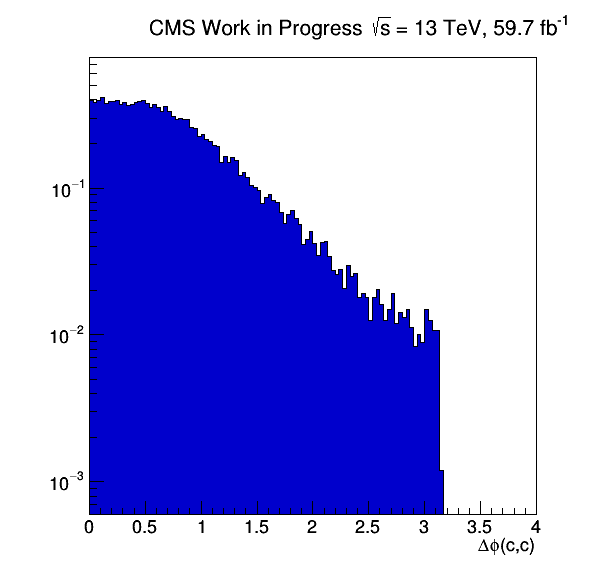 CMS Work in Progress √s = 13 TeV, 59.7 fb⁻¹
10⁻¹
10⁻²
10⁻³
0 0.5 1 1.5 2 2.5 3 3.5 4
Δϕ(c,c)